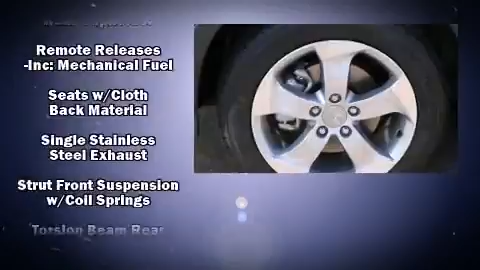 Remote Releases
-Inc: Mechanical Fuel
Seats w/Cloth
Back Material
Single Stainless
Steel Exhaust
Strut Front Suspension
w/Coil Springs
Torsion Beam Rear